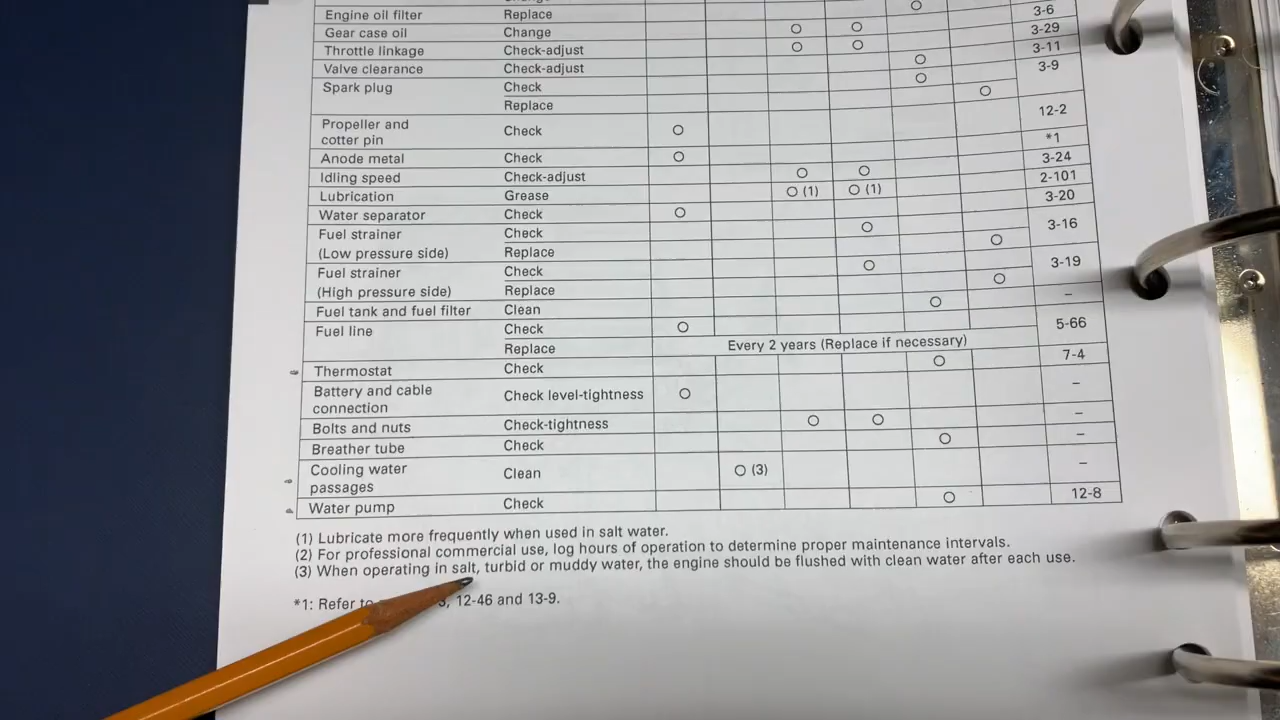 Engine oil filter Replace 3-6
Gear case oil Change ○ ○ 3-29
Throttle linkage Check-adjust ○ ○ 3-11
Valve clearance Check-adjust ○ 3-9
Spark plug Check ○
Replace ○
12-2
Propeller and
cotter pin Check ○ *1
Anode metal Check ○ 3-24
Idling speed Check-adjust ○ ○ 2-101
Lubrication Grease ○ (1) ○ (1) 3-20
Water separator Check ○
Fuel strainer Check ○ 3-16
(Low pressure side) Replace ○
Fuel strainer Check ○ 3-19
(High pressure side) Replace ○
Fuel tank and fuel filter Clean ○ –
Fuel line Check ○ 5-66
Replace Every 2 years (Replace if necessary)
Thermostat Check ○ 7-4
Battery and cable
connection Check level-tightness ○ –
Bolts and nuts Check-tightness ○ ○ –
Breather tube Check ○ –
Cooling water
passages Clean ○ (3) –
Water pump Check ○ 12-8
(1) Lubricate more frequently when used in salt water.
(2) For professional commercial use, log hours of operation to determine proper maintenance intervals.
(3) When operating in salt, turbid or muddy water, the engine should be flushed with clean water after each use.
*1: Refer to 12-46 and 13-9.